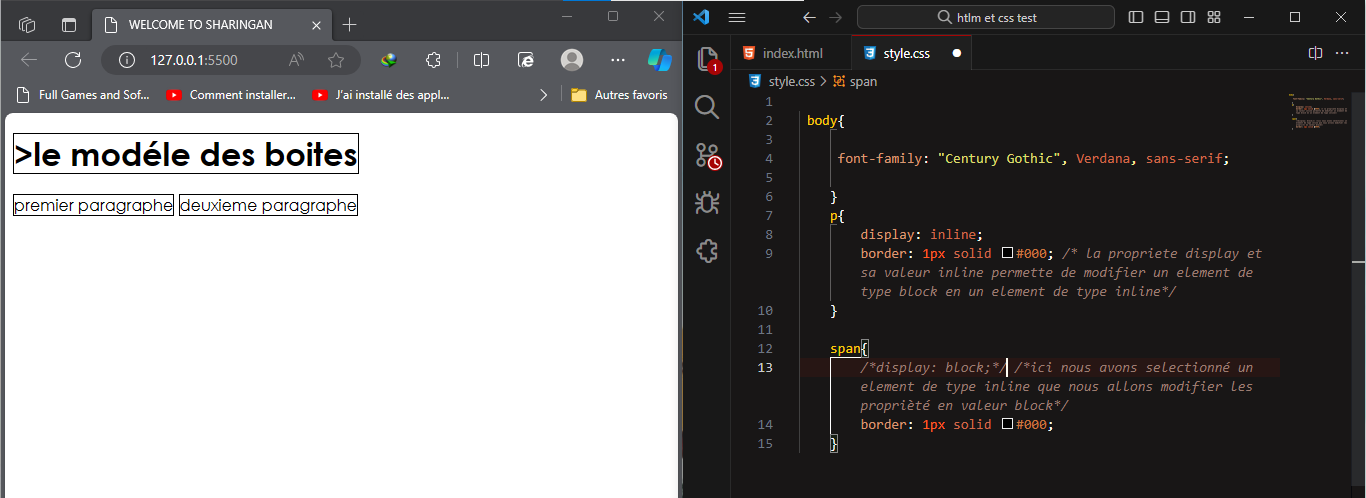 WELCOME TO SHARINGAN
127.0.0.1:5500
Full Games and Sof... Comment installer... J'ai installé des appl... Autres favoris
>le modéle des boites
premier paragraphe deuxieme paragraphe
htlm et css test
index.html style.css
style.css > span
1
2 body{
3
4 font-family: "Century Gothic", Verdana, sans-serif;
5
6 }
7 p{
8 display: inline;
9 border: 1px solid #000; /* la propriete display et
sa valeur inline permette de modifier un element de
type block en un element de type inline*/
10 }
11
12 span{
13 /*display: block;*/ /*ici nous avons selectionné un
element de type inline que nous allons modifier les
proprièté en valeur block*/
14 border: 1px solid #000;
15 }
1